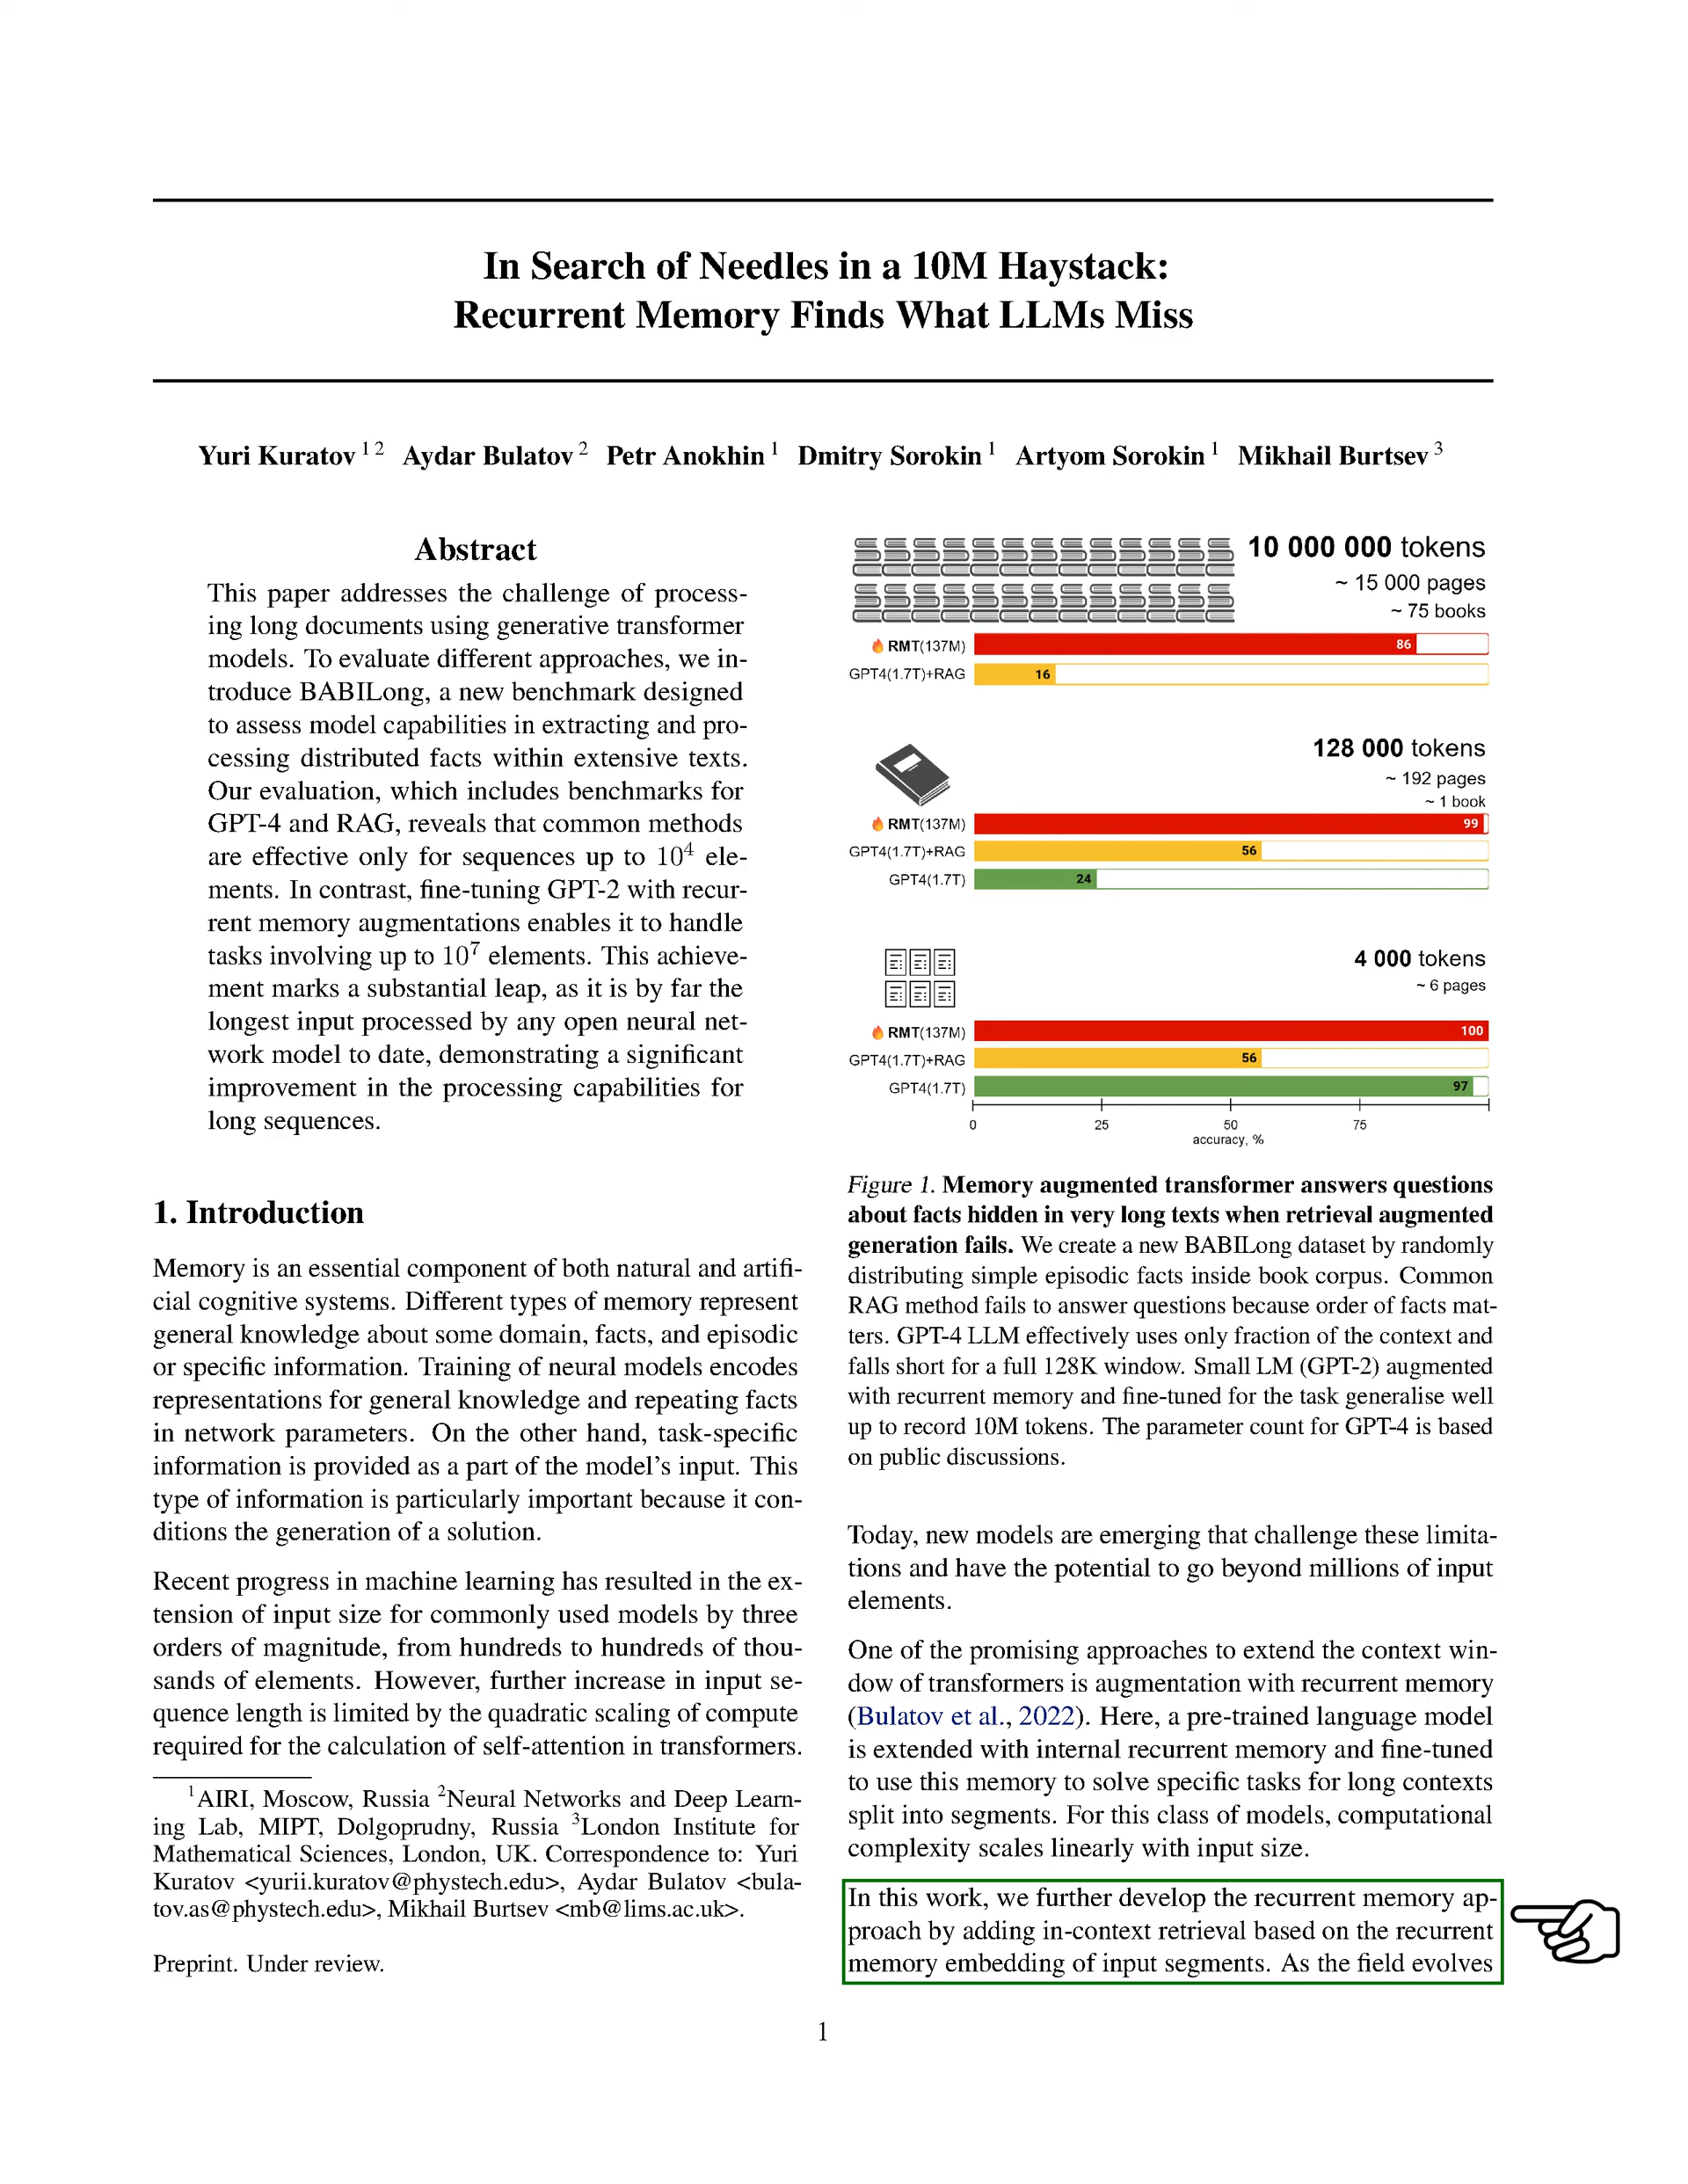 In Search of Needles in a 10M Haystack:
Recurrent Memory Finds What LLMs Miss
Yuri Kuratov 1 2 Aydar Bulatov 2 Petr Anokhin 1 Dmitry Sorokin 1 Artyom Sorokin 1 Mikhail Burtsev 3
Abstract
This paper addresses the challenge of process-
ing long documents using generative transformer
models. To evaluate different approaches, we in-
troduce BABILong, a new benchmark designed
to assess model capabilities in extracting and pro-
cessing distributed facts within extensive texts.
Our evaluation, which includes benchmarks for
GPT-4 and RAG, reveals that common methods
are effective only for sequences up to 10^4 ele-
ments. In contrast, fine-tuning GPT-2 with recur-
rent memory augmentations enables it to handle
tasks involving up to 10^7 elements. This achieve-
ment marks a substantial leap, as it is by far the
longest input processed by any open neural net-
work model to date, demonstrating a significant
improvement in the processing capabilities for
long sequences.
1. Introduction
Memory is an essential component of both natural and artifi-
cial cognitive systems. Different types of memory represent
general knowledge about some domain, facts, and episodic
or specific information. Training of neural models encodes
representations for general knowledge and repeating facts
in network parameters. On the other hand, task-specific
information is provided as a part of the model's input. This
type of information is particularly important because it con-
ditions the generation of a solution.
Recent progress in machine learning has resulted in the ex-
tension of input size for commonly used models by three
orders of magnitude, from hundreds to hundreds of thou-
sands of elements. However, further increase in input se-
quence length is limited by the quadratic scaling of compute
required for the calculation of self-attention in transformers.
1AIRI, Moscow, Russia 2Neural Networks and Deep Learn-
ing Lab, MIPT, Dolgoprudny, Russia 3London Institute for
Mathematical Sciences, London, UK. Correspondence to: Yuri
Kuratov <yurii.kuratov@phystech.edu>, Aydar Bulatov <bula-
tov.as@phystech.edu>, Mikhail Burtsev <mb@lims.ac.uk>.
Preprint. Under review.
10 000 000 tokens
~ 15 000 pages
~ 75 books
RMT(137M) 86
GPT4(1.7T)+RAG 16
128 000 tokens
~ 192 pages
~ 1 book
RMT(137M) 99
GPT4(1.7T)+RAG 56
GPT4(1.7T) 24
4 000 tokens
~ 6 pages
RMT(137M) 100
GPT4(1.7T)+RAG 56
GPT4(1.7T) 97
0 25 50 75
accuracy, %
Figure 1. Memory augmented transformer answers questions
about facts hidden in very long texts when retrieval augmented
generation fails. We create a new BABILong dataset by randomly
distributing simple episodic facts inside book corpus. Common
RAG method fails to answer questions because order of facts mat-
ters. GPT-4 LLM effectively uses only fraction of the context and
falls short for a full 128K window. Small LM (GPT-2) augmented
with recurrent memory and fine-tuned for the task generalise well
up to record 10M tokens. The parameter count for GPT-4 is based
on public discussions.
Today, new models are emerging that challenge these limita-
tions and have the potential to go beyond millions of input
elements.
One of the promising approaches to extend the context win-
dow of transformers is augmentation with recurrent memory
(Bulatov et al., 2022). Here, a pre-trained language model
is extended with internal recurrent memory and fine-tuned
to use this memory to solve specific tasks for long contexts
split into segments. For this class of models, computational
complexity scales linearly with input size.
In this work, we further develop the recurrent memory ap-
proach by adding in-context retrieval based on the recurrent
memory embedding of input segments. As the field evolves
1